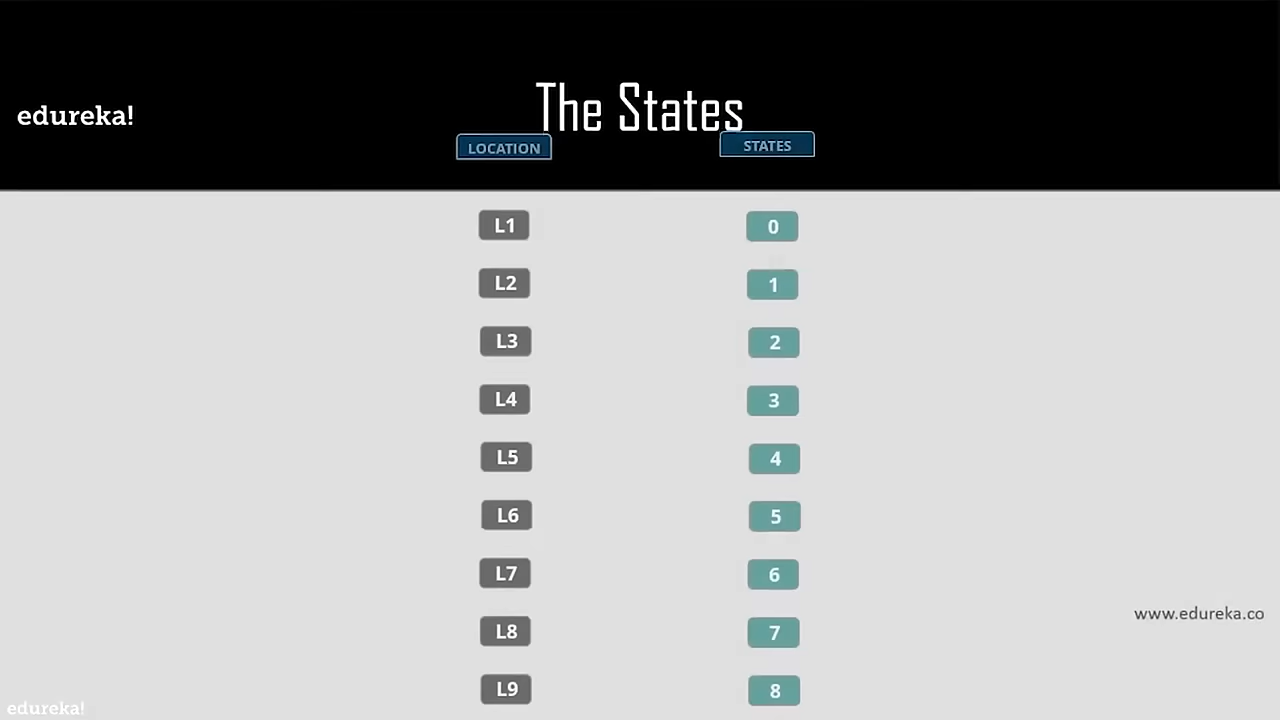 The States
edureka!
LOCATION STATES
L1 0
L2 1
L3 2
L4 3
L5 4
L6 5
L7 6
L8 7
www.edureka.co
L9 8
edureka!